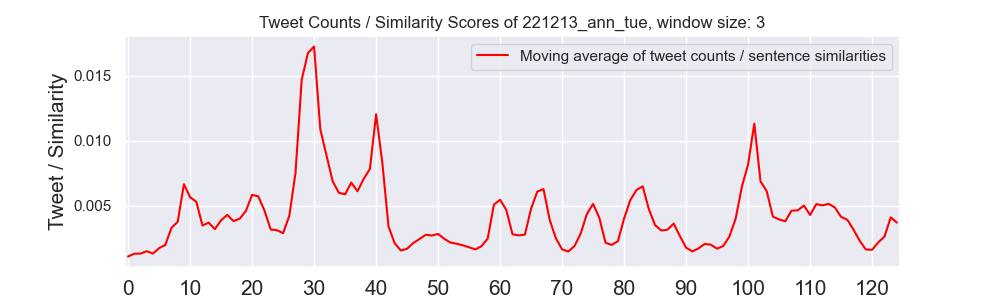 Tweet Counts / Similarity Scores of 221213_ann_tue, window size: 3
Moving average of tweet counts / sentence similarities
Tweet / Similarity
0.015
0.010
0.005
0 10 20 30 40 50 60 70 80 90 100 110 120